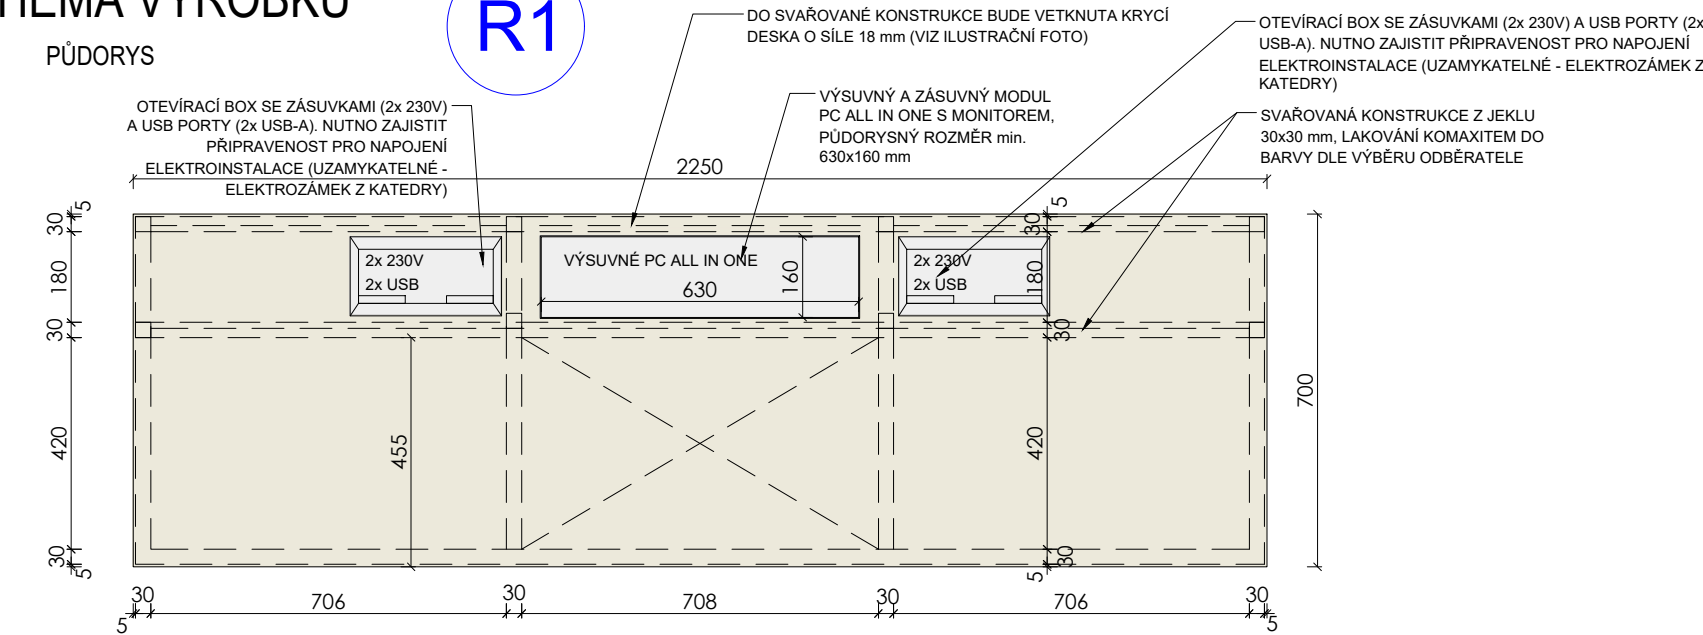 HÉMA VÝROBKU
PŮDORYS
R1
DO SVAŘOVANÉ KONSTRUKCE BUDE VETKNUTA KRYCÍ
DESKA O SÍLE 18 mm (VIZ ILUSTRAČNÍ FOTO)
OTEVÍRACÍ BOX SE ZÁSUVKAMI (2x 230V) A USB PORTY (2x
USB-A). NUTNO ZAJISTIT PŘIPRAVENOST PRO NAPOJENÍ
ELEKTROINSTALACE (UZAMYKATELNÉ - ELEKTROZÁMEK Z
KATEDRY)
OTEVÍRACÍ BOX SE ZÁSUVKAMI (2x 230V)
A USB PORTY (2x USB-A). NUTNO ZAJISTIT
PŘIPRAVENOST PRO NAPOJENÍ
ELEKTROINSTALACE (UZAMYKATELNÉ -
ELEKTROZÁMEK Z KATEDRY)
VÝSUVNÝ A ZÁSUVNÝ MODUL
PC ALL IN ONE S MONITOREM,
PŮDORYSNÝ ROZMĚR min.
630x160 mm
SVAŘOVANÁ KONSTRUKCE Z JEKLU
30x30 mm, LAKOVÁNÍ KOMAXITEM DO
BARVY DLE VÝBĚRU ODBĚRATELE
2250
5
30
180
30
420
30
5
2x 230V
2x USB
VÝSUVNÉ PC ALL IN ONE
630
160
2x 230V
2x USB
5
30
180
30
420
30
5
455
700
5
30
706
30
708
30
706
30
5